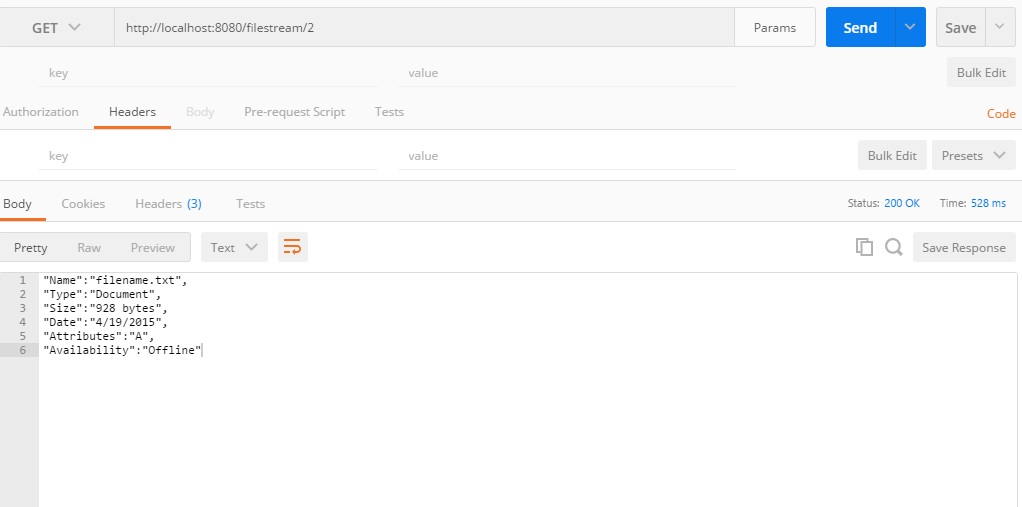 GET http://localhost:8080/filestream/2 Params Send Save
key value Bulk Edit
Authorization Headers Body Pre-request Script Tests Code
key value Bulk Edit Presets
Body Cookies Headers (3) Tests Status: 200 OK Time: 528 ms
Pretty Raw Preview Text Save Response
1 "Name":"filename.txt",
2 "Type":"Document",
3 "Size":"928 bytes",
4 "Date":"4/19/2015",
5 "Attributes":"A",
6 "Availability":"Offline"